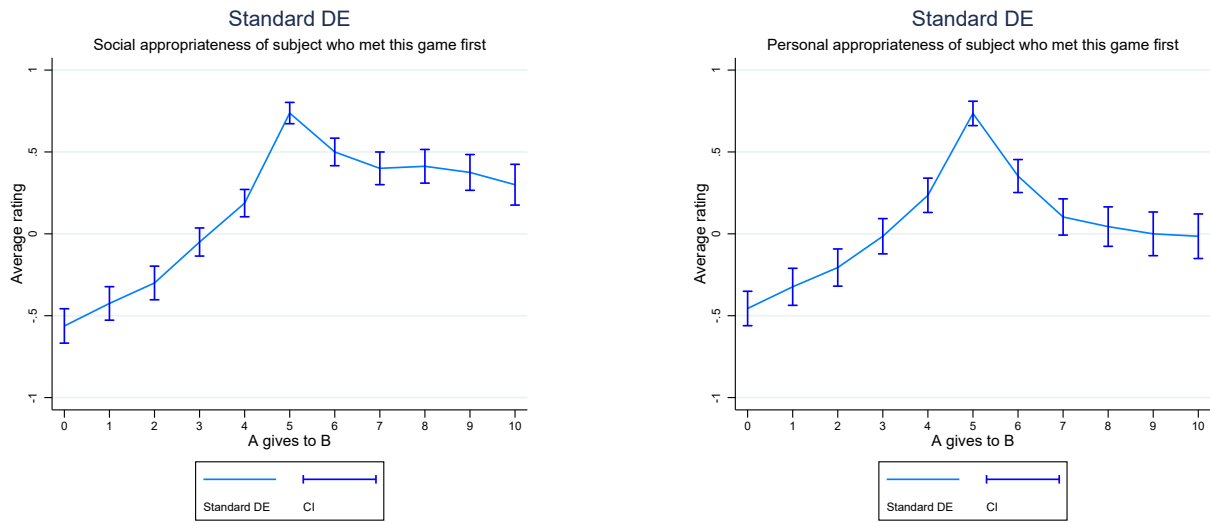 Standard DE
Social appropriateness of subject who met this game first
Average rating
1
.5
0
-.5
-1
0 1 2 3 4 5 6 7 8 9 10
A gives to B
Standard DE CI
Standard DE
Personal appropriateness of subject who met this game first
Average rating
1
.5
0
-.5
-1
0 1 2 3 4 5 6 7 8 9 10
A gives to B
Standard DE CI